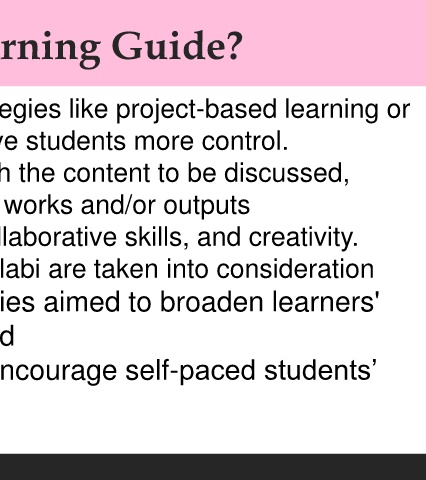 rning Guide?
egies like project-based learning or
ve students more control.
h the content to be discussed,
works and/or outputs
llaborative skills, and creativity.
labi are taken into consideration
ies aimed to broaden learners'
d
ncourage self-paced students’